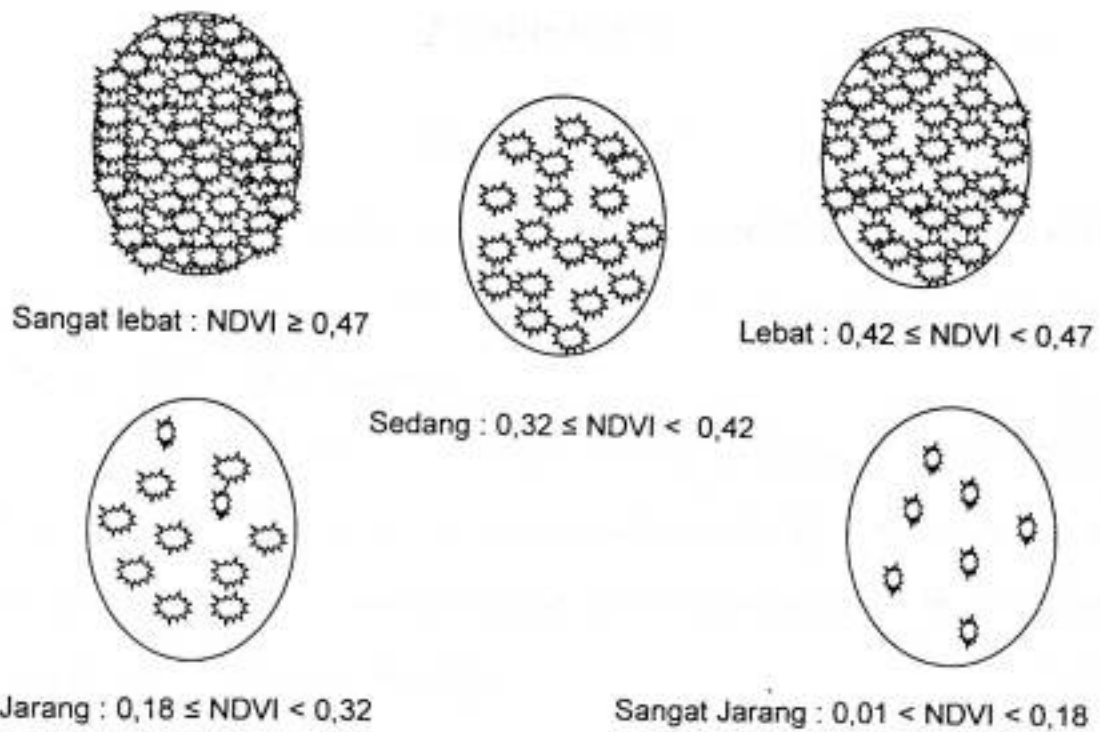 Sangat lebat : NDVI ≥ 0,47
Lebat : 0,42 ≤ NDVI < 0,47
Sedang : 0,32 ≤ NDVI < 0,42
Jarang : 0,18 ≤ NDVI < 0,32
Sangat Jarang : 0,01 < NDVI < 0,18